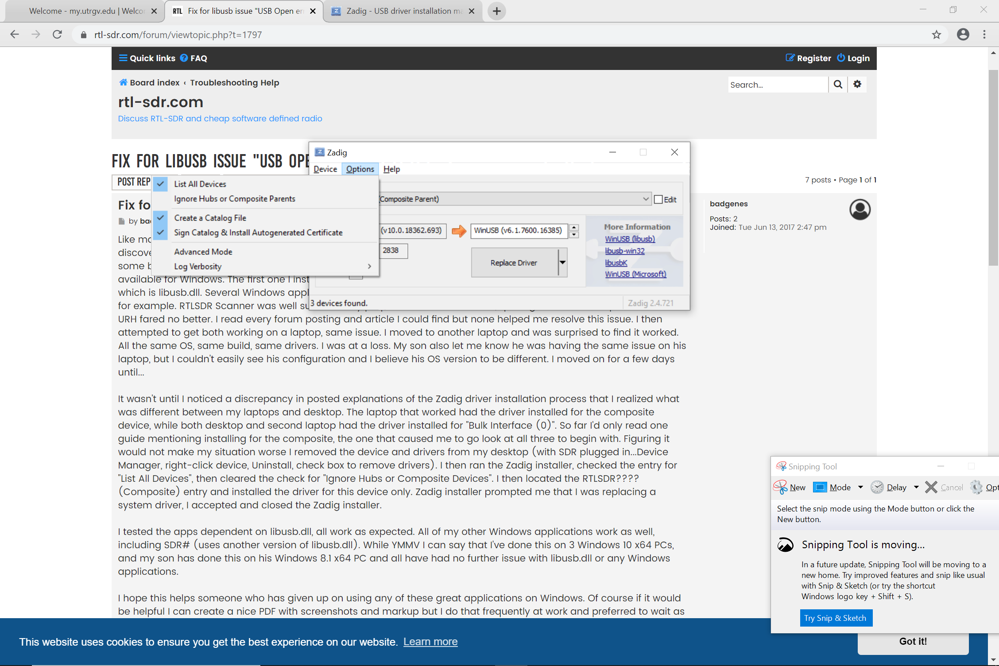 Welcome - my.utrgv.edu | Welcor
RTL Fix for libusb issue "USB Open err
Zadig - USB driver installation ma
rtl-sdr.com/forum/viewtopic.php?t=1797
Quick links FAQ
Register Login
Board index ‹ Troubleshooting Help
Search…
rtl-sdr.com
Discuss RTL-SDR and cheap software defined radio
FIX FOR LIBUSB ISSUE "USB OPE
POST REP
7 posts • Page 1 of 1
Zadig
Device Options Help
List All Devices
Ignore Hubs or Composite Parents
Create a Catalog File
Sign Catalog & Install Autogenerated Certificate
Advanced Mode
Log Verbosity
(Composite Parent)
Edit
(v10.0.18362.693)
WinUSB (v6.1.7600.16385)
2838
Replace Driver
More Information
WinUSB (libusb)
libusb-win32
libusbK
WinUSB (Microsoft)
3 devices found.
Zadig 2.4.721
badgenes
Posts: 2
Joined: Tue Jun 13, 2017 2:47 pm
Fix fo
by ba
Like mo
discove
some b
available for Windows. The first one I inst
which is libusb.dll. Several Windows appl
for example. RTLSDR Scanner was well su
URH fared no better. I read every forum posting and article I could find but none helped me resolve this issue. I then
attempted to get both working on a laptop, same issue. I moved to another laptop and was surprised to find it worked.
All the same OS, same build, same drivers. I was at a loss. My son also let me know he was having the same issue on his
laptop, but I couldn't easily see his configuration and I believe his OS version to be different. I moved on for a few days
until...
It wasn't until I noticed a discrepancy in posted explanations of the Zadig driver installation process that I realized what
was different between my laptops and desktop. The laptop that worked had the driver installed for the composite
device, while both desktop and second laptop had the driver installed for "Bulk Interface (0)". So far I'd only read one
guide mentioning installing for the composite, the one that caused me to go look at all three to begin with. Figuring it
would not make my situation worse I removed the device and drivers from my desktop (with SDR plugged in...Device
Manager, right-click device, Uninstall, check box to remove drivers). I then ran the Zadig installer, checked the entry for
"List All Devices", then cleared the check for "Ignore Hubs or Composite Devices". I then located the RTLSDR????
(Composite) entry and installed the driver for this device only. Zadig installer prompted me that I was replacing a
system driver, I accepted and closed the Zadig installer.
I tested the apps dependent on libusb.dll, all work as expected. All of my other Windows applications work as well,
including SDR# (uses another version of libusb.dll). While YMMV I can say that I've done this on 3 Windows 10 x64 PCs,
and my son has done this on his Windows 8.1 x64 PC and all have had no further issue with libusb.dll or any Windows
applications.
I hope this helps someone who has given up on using any of these great applications on Windows. Of course if it would
be helpful I can create a nice PDF with screenshots and markup but I do that frequently at work and preferred to wait as
Snipping Tool
New Mode Delay Cancel Opt
Select the snip mode using the Mode button or click the
New button.
Snipping Tool is moving...
In a future update, Snipping Tool will be moving to a
new home. Try improved features and snip like usual
with Snip & Sketch (or try the shortcut
Windows logo key + Shift + S).
Try Snip & Sketch
This website uses cookies to ensure you get the best experience on our website. Learn more
Got it!